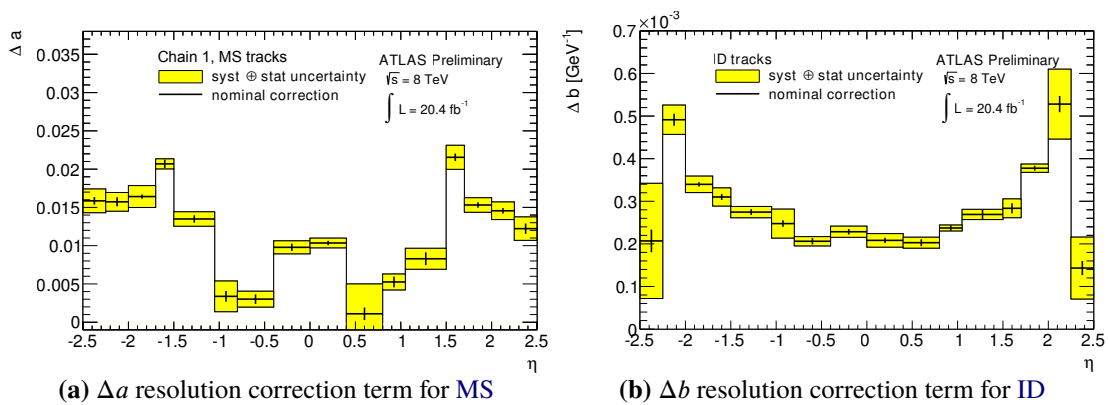 Δ a
0.035
0.03
0.025
0.02
0.015
0.01
0.005
0
-2.5 -2 -1.5 -1 -0.5 0 0.5 1 1.5 2 2.5
η
Chain 1, MS tracks
syst ⊕ stat uncertainty
nominal correction
ATLAS Preliminary
√s = 8 TeV
∫ L = 20.4 fb⁻¹
(a) Δa resolution correction term for MS
×10⁻³
Δ b [GeV⁻¹]
0.7
0.6
0.5
0.4
0.3
0.2
0.1
0
-2.5 -2 -1.5 -1 -0.5 0 0.5 1 1.5 2 2.5
η
ID tracks
syst ⊕ stat uncertainty
nominal correction
ATLAS Preliminary
√s = 8 TeV
∫ L = 20.4 fb⁻¹
(b) Δb resolution correction term for ID